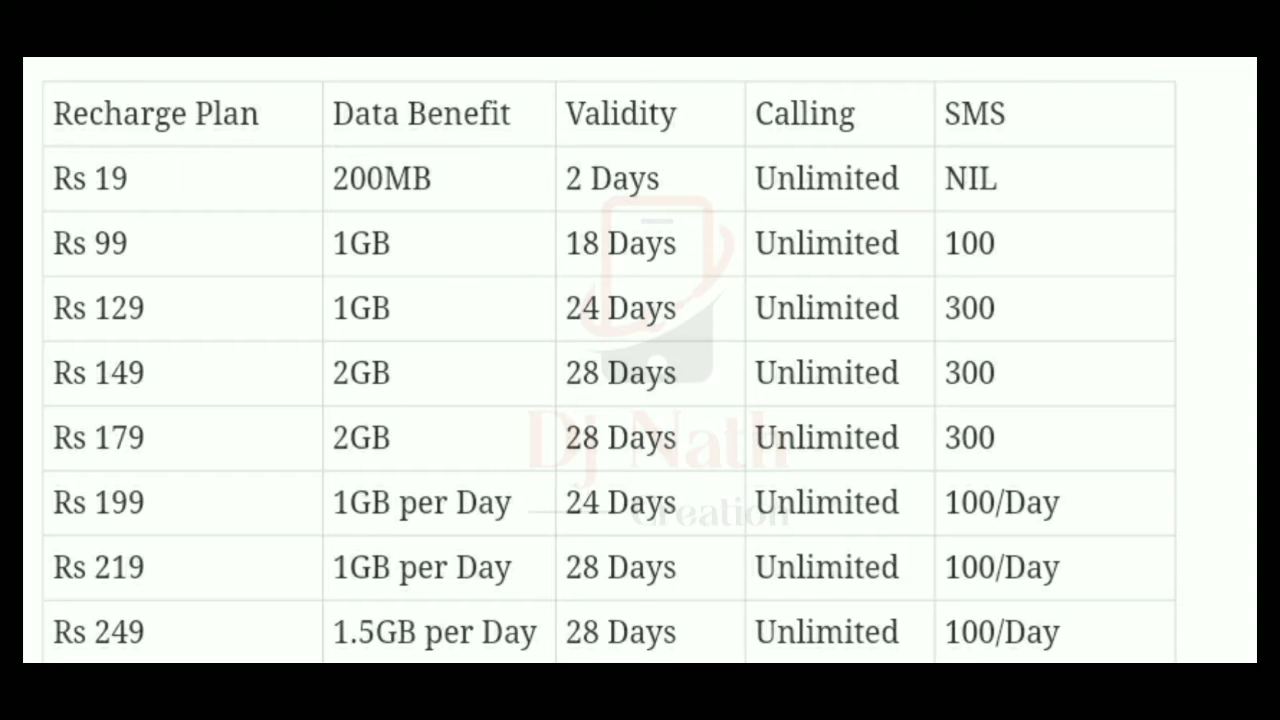 Recharge Plan Data Benefit Validity Calling SMS
Rs 19 200MB 2 Days Unlimited NIL
Rs 99 1GB 18 Days Unlimited 100
Rs 129 1GB 24 Days Unlimited 300
Rs 149 2GB 28 Days Unlimited 300
Rs 179 2GB 28 Days Unlimited 300
Rs 199 1GB per Day 24 Days Unlimited 100/Day
Rs 219 1GB per Day 28 Days Unlimited 100/Day
Rs 249 1.5GB per Day 28 Days Unlimited 100/Day
Dj Nath
Creation